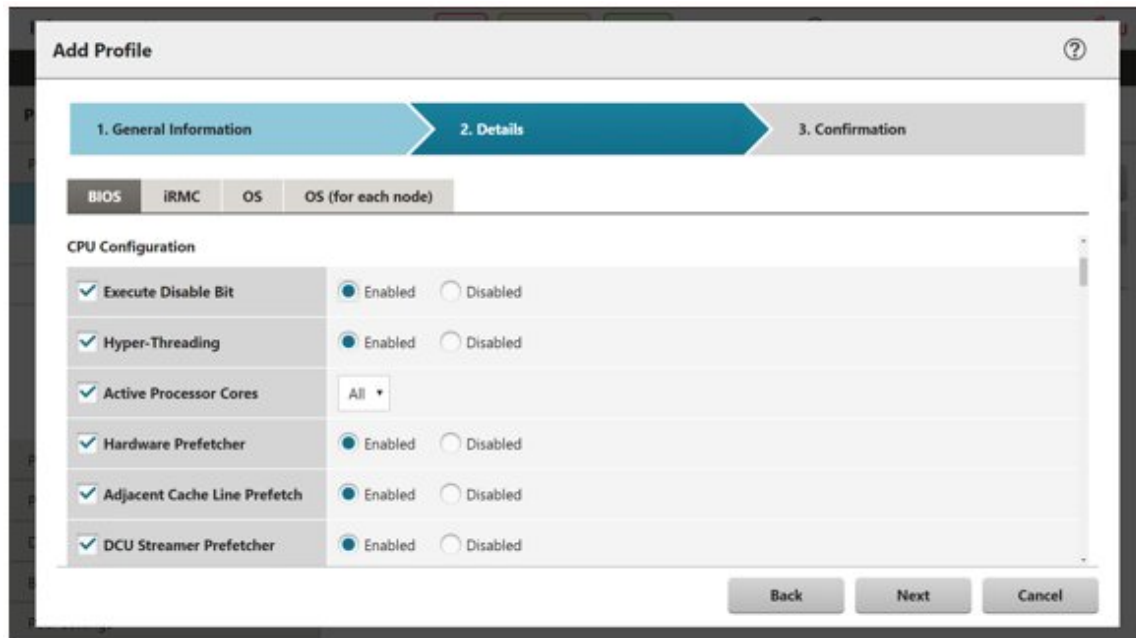 Add Profile
1. General Information
2. Details
3. Confirmation
BIOS iRMC OS OS (for each node)
CPU Configuration
Execute Disable Bit Enabled Disabled
Hyper-Threading Enabled Disabled
Active Processor Cores All
Hardware Prefetcher Enabled Disabled
Adjacent Cache Line Prefetch Enabled Disabled
DCU Streamer Prefetcher Enabled Disabled
Back Next Cancel